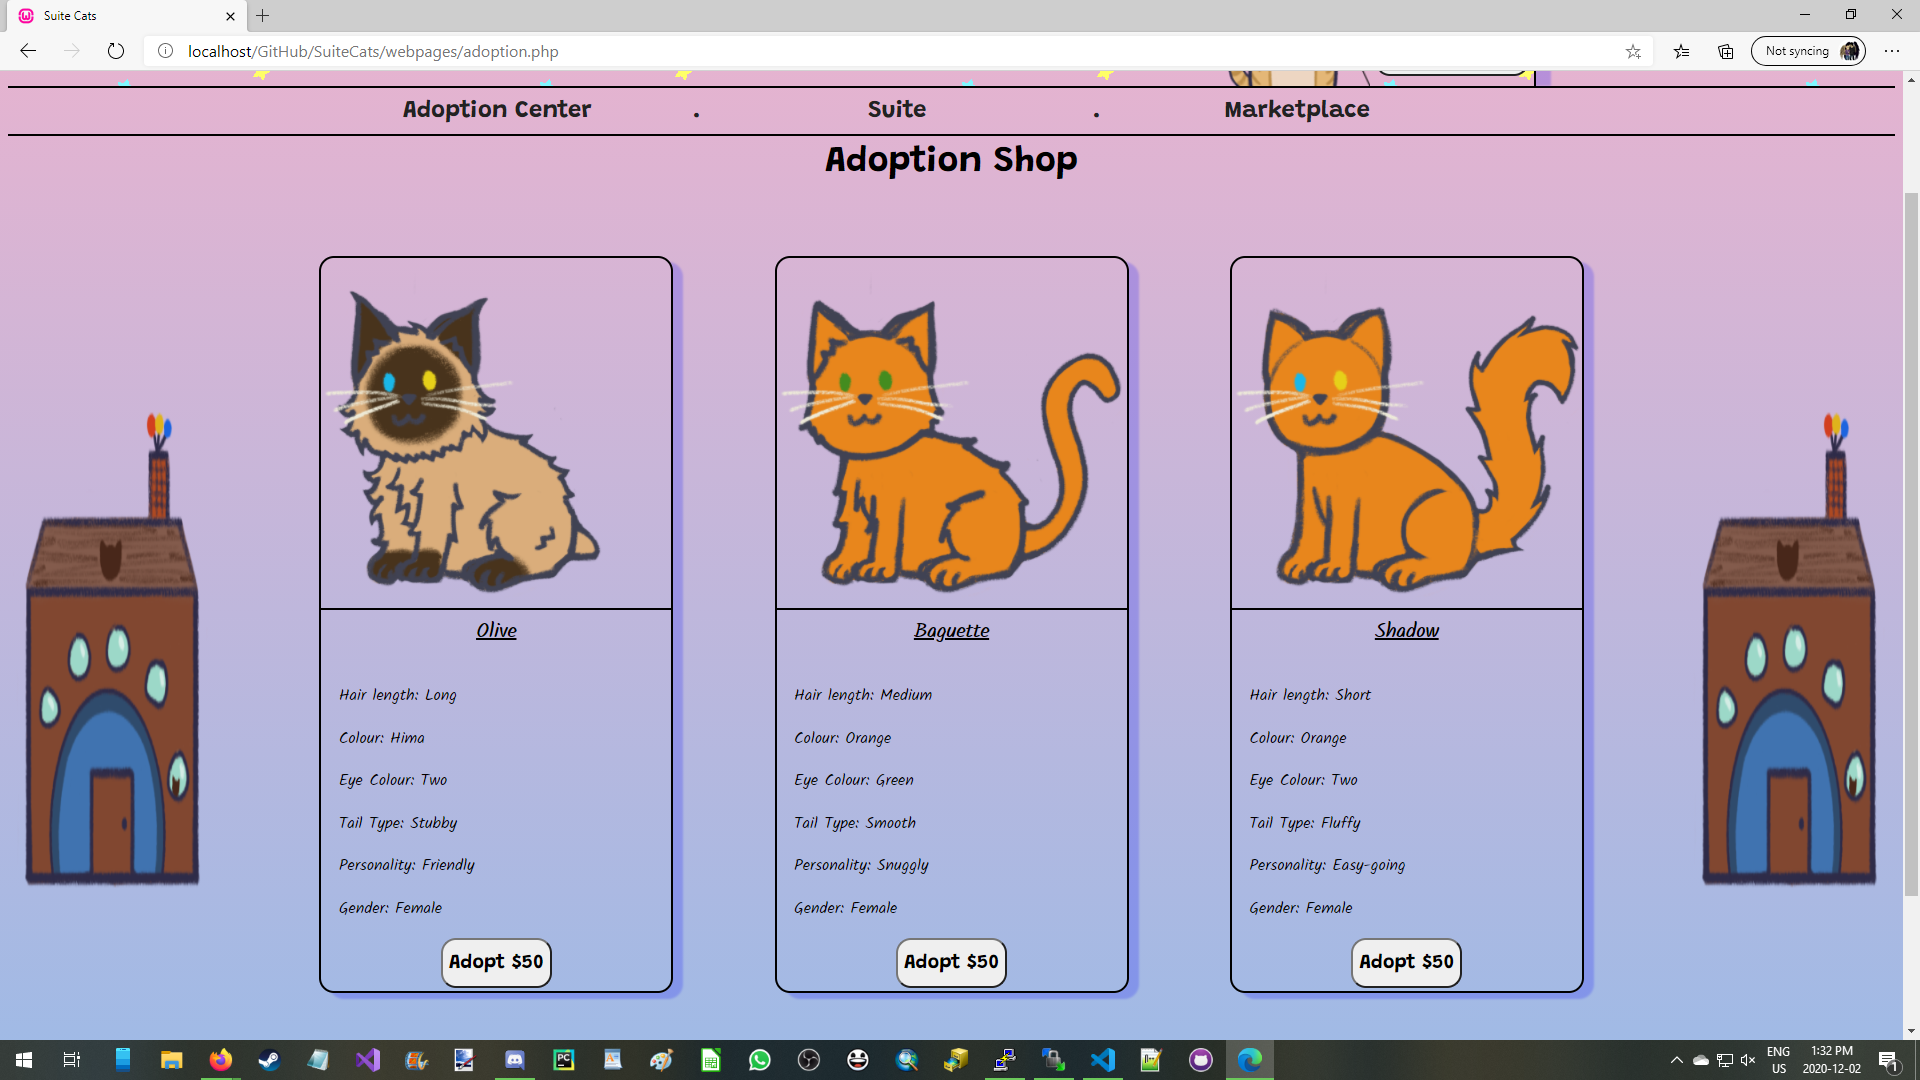 Suite Cats
localhost/GitHub/SuiteCats/webpages/adoption.php
Not syncing
Adoption Center . Suite . Marketplace
Adoption Shop
Olive
Hair length: Long
Colour: Hima
Eye Colour: Two
Tail Type: Stubby
Personality: Friendly
Gender: Female
Adopt $50
Baguette
Hair length: Medium
Colour: Orange
Eye Colour: Green
Tail Type: Smooth
Personality: Snuggly
Gender: Female
Adopt $50
Shadow
Hair length: Short
Colour: Orange
Eye Colour: Two
Tail Type: Fluffy
Personality: Easy-going
Gender: Female
Adopt $50
PC
ENG
US
1:32 PM
2020-12-02
1